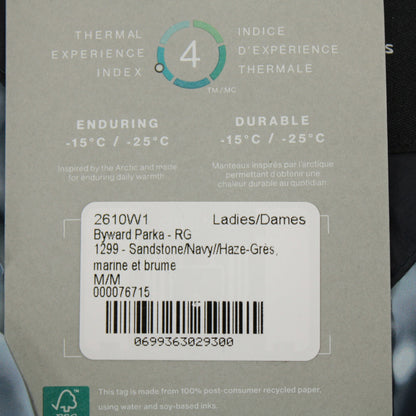 THERMAL
EXPERIENCE
INDEX
4
INDICE
D'EXPÉRIENCE
THERMALE
TM/MC
S
ENDURING
-15°C / -25°C
Inspired by the Arctic and made
for enduring daily warmth.
DURABLE
-15°C / -25°C
Manteaux inspirés par l'arctique
permettant d'obtenir une
chaleur durable au quotidien.
2610W1 Ladies/Dames
Byward Parka - RG
1299 - Sandstone/Navy//Haze-Grès,
marine et brume
M/M
000076715
0699363029300
FSC
This tag is made from 100% post-consumer recycled paper,
using water and soy-based inks.